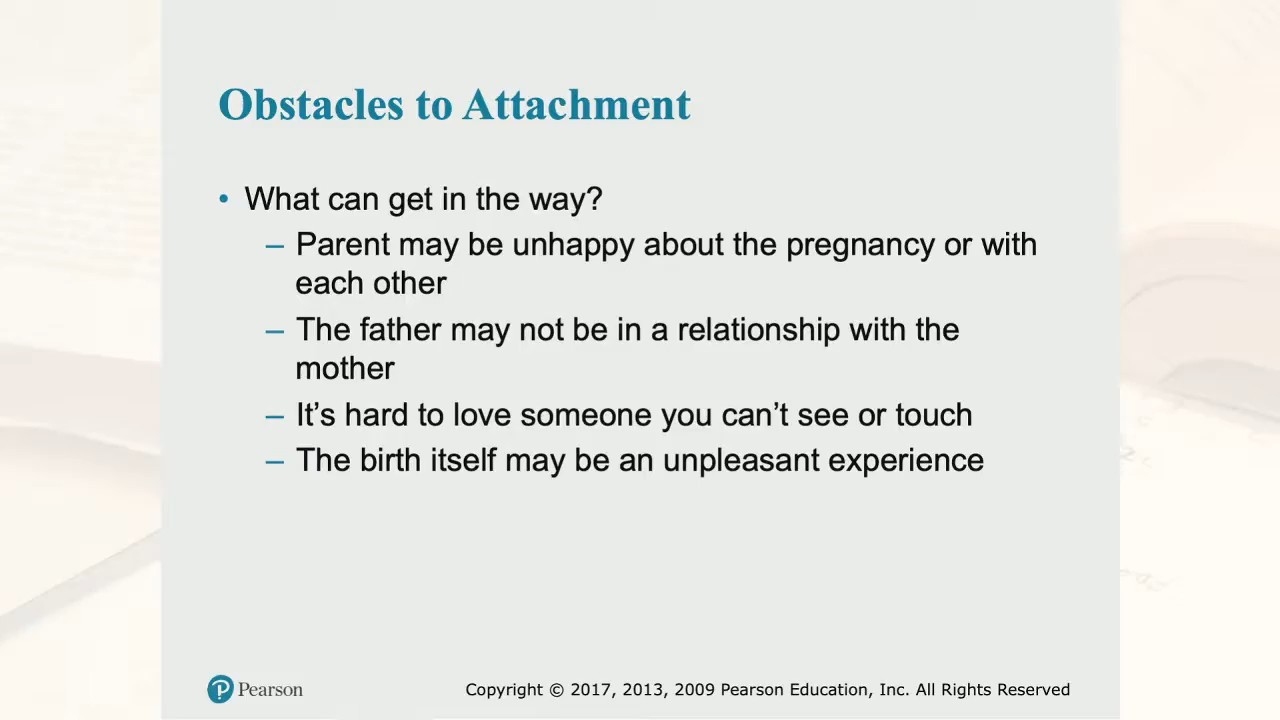 Obstacles to Attachment
• What can get in the way?
– Parent may be unhappy about the pregnancy or with
each other
– The father may not be in a relationship with the
mother
– It’s hard to love someone you can’t see or touch
– The birth itself may be an unpleasant experience
Pearson
Copyright © 2017, 2013, 2009 Pearson Education, Inc. All Rights Reserved